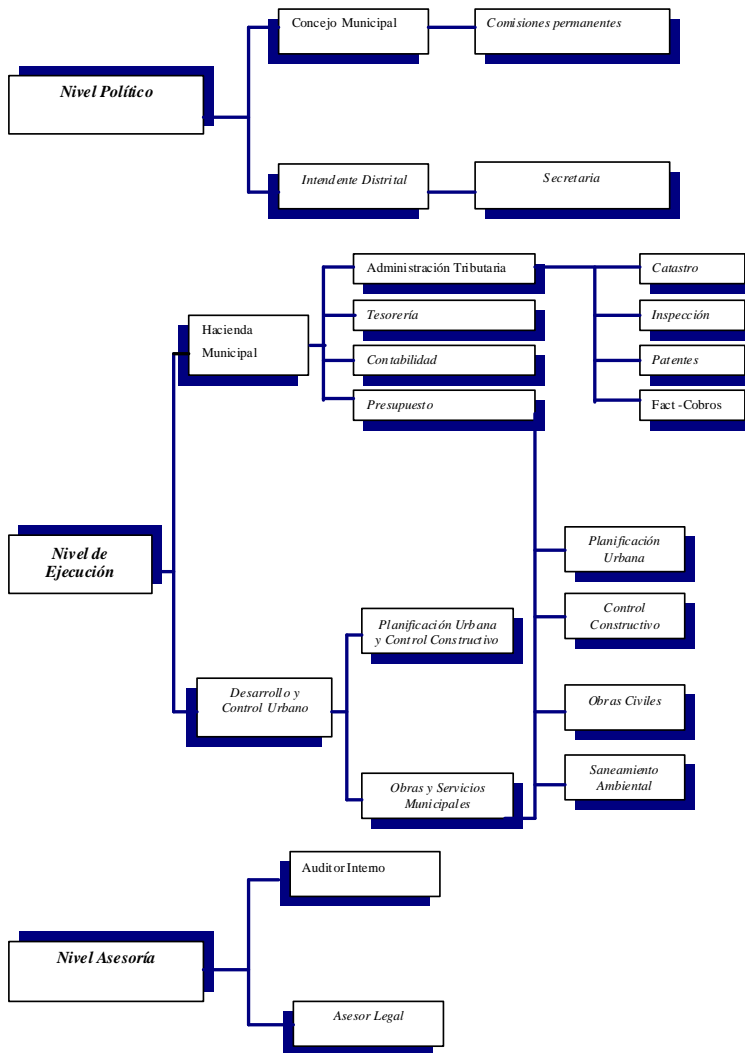 Nivel Político
Concejo Municipal
Comisiones permanentes
Intendente Distrital
Secretaria
Nivel de
Ejecución
Hacienda
Municipal
Administración Tributaria
Tesorería
Contabilidad
Presupuesto
Catastro
Inspección
Patentes
Fact -Cobros
Desarrollo y
Control Urbano
Planificación Urbana
y Control Constructivo
Obras y Servicios
Municipales
Planificación
Urbana
Control
Constructivo
Obras Civiles
Saneamiento
Ambiental
Nivel Asesoría
Auditor Interno
Asesor Legal